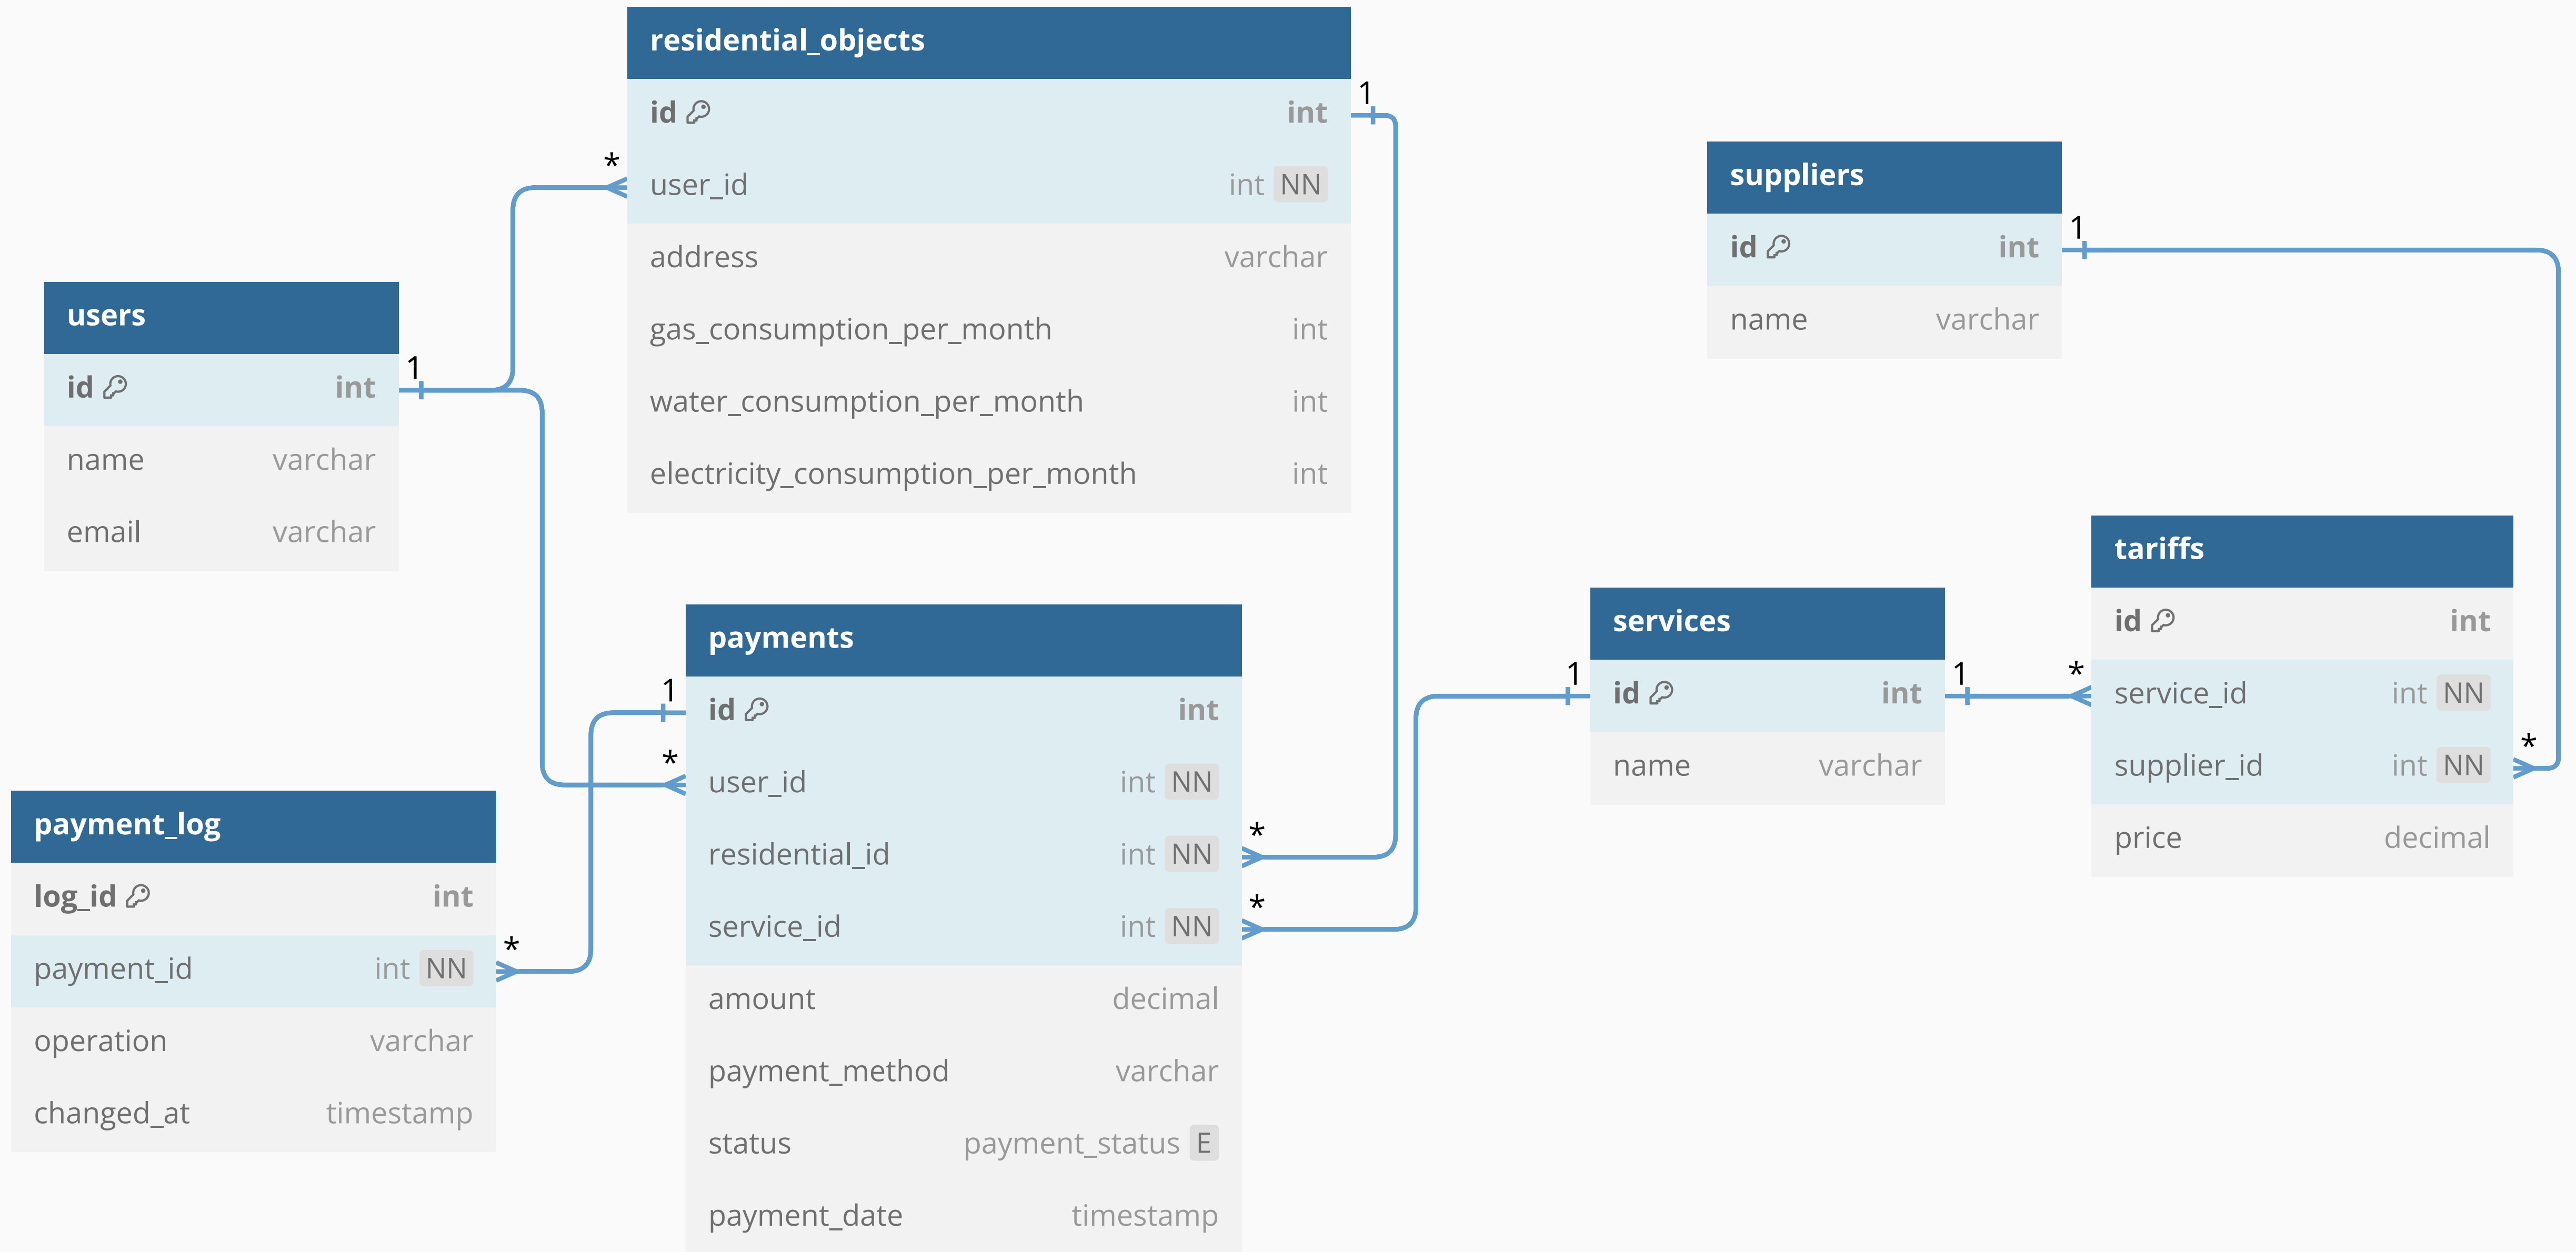 residential_objects
id int
user_id int NN
address varchar
gas_consumption_per_month int
water_consumption_per_month int
electricity_consumption_per_month int
1
*
suppliers
id int
name varchar
1
users
id int
name varchar
email varchar
1
tariffs
id int
service_id int NN
supplier_id int NN
price decimal
*
*
services
id int
name varchar
1
1
payments
id int
user_id int NN
residential_id int NN
service_id int NN
amount decimal
payment_method varchar
status payment_status E
payment_date timestamp
1
*
*
*
payment_log
log_id int
payment_id int NN
operation varchar
changed_at timestamp
*